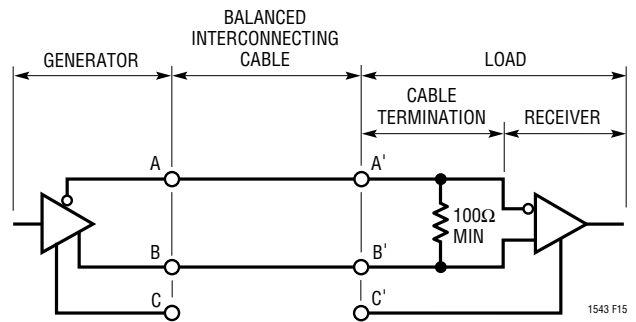 BALANCED
INTERCONNECTING
CABLE
GENERATOR
LOAD
CABLE
TERMINATION
RECEIVER
A
A'
100Ω
MIN
B
B'
C
C'
1543 F15